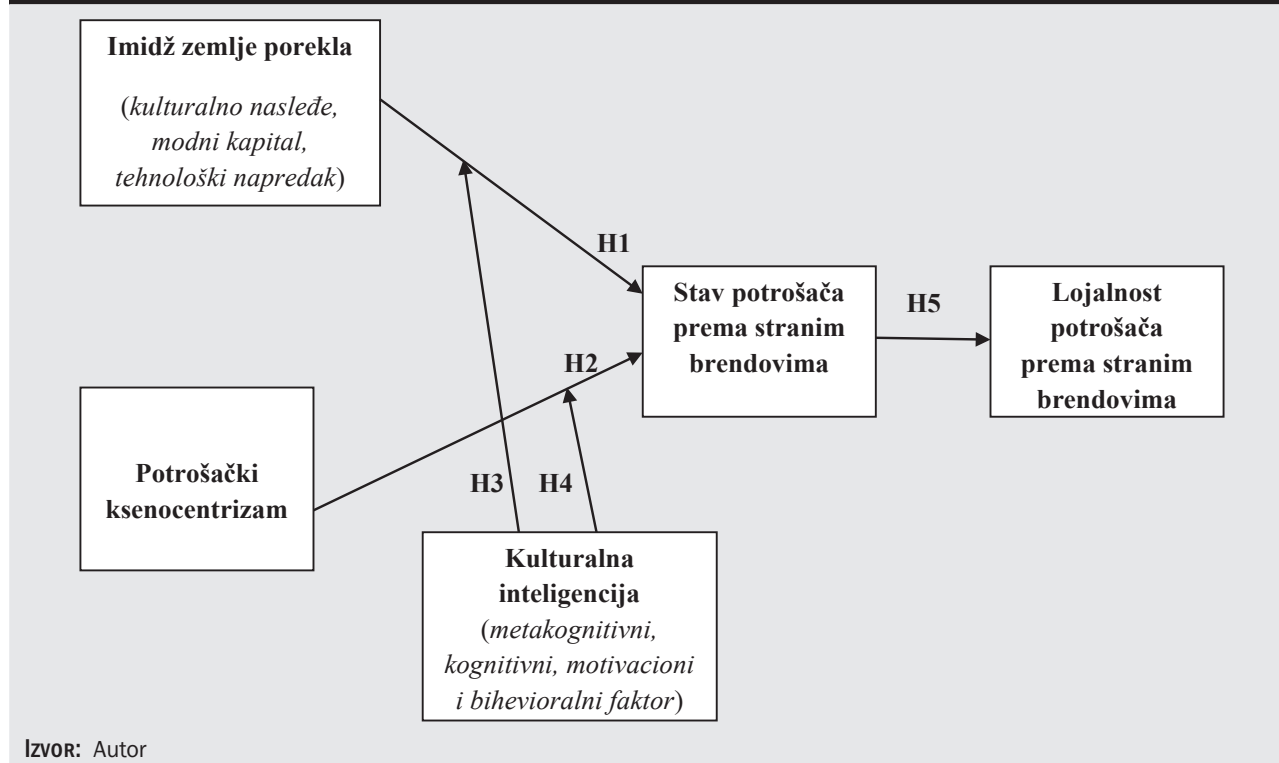 Imidž zemlje porekla
(kulturalno nasleđe,
modni kapital,
tehnološki napredak)
H1
Stav potrošača
prema stranim
brendovima
H5
Lojalnost
potrošača
prema stranim
brendovima
H2
Potrošački
ksenocentrizam
H3
H4
Kulturalna
inteligencija
(metakognitivni,
kognitivni, motivacioni
i bihevioralni faktor)
IZVOR: Autor